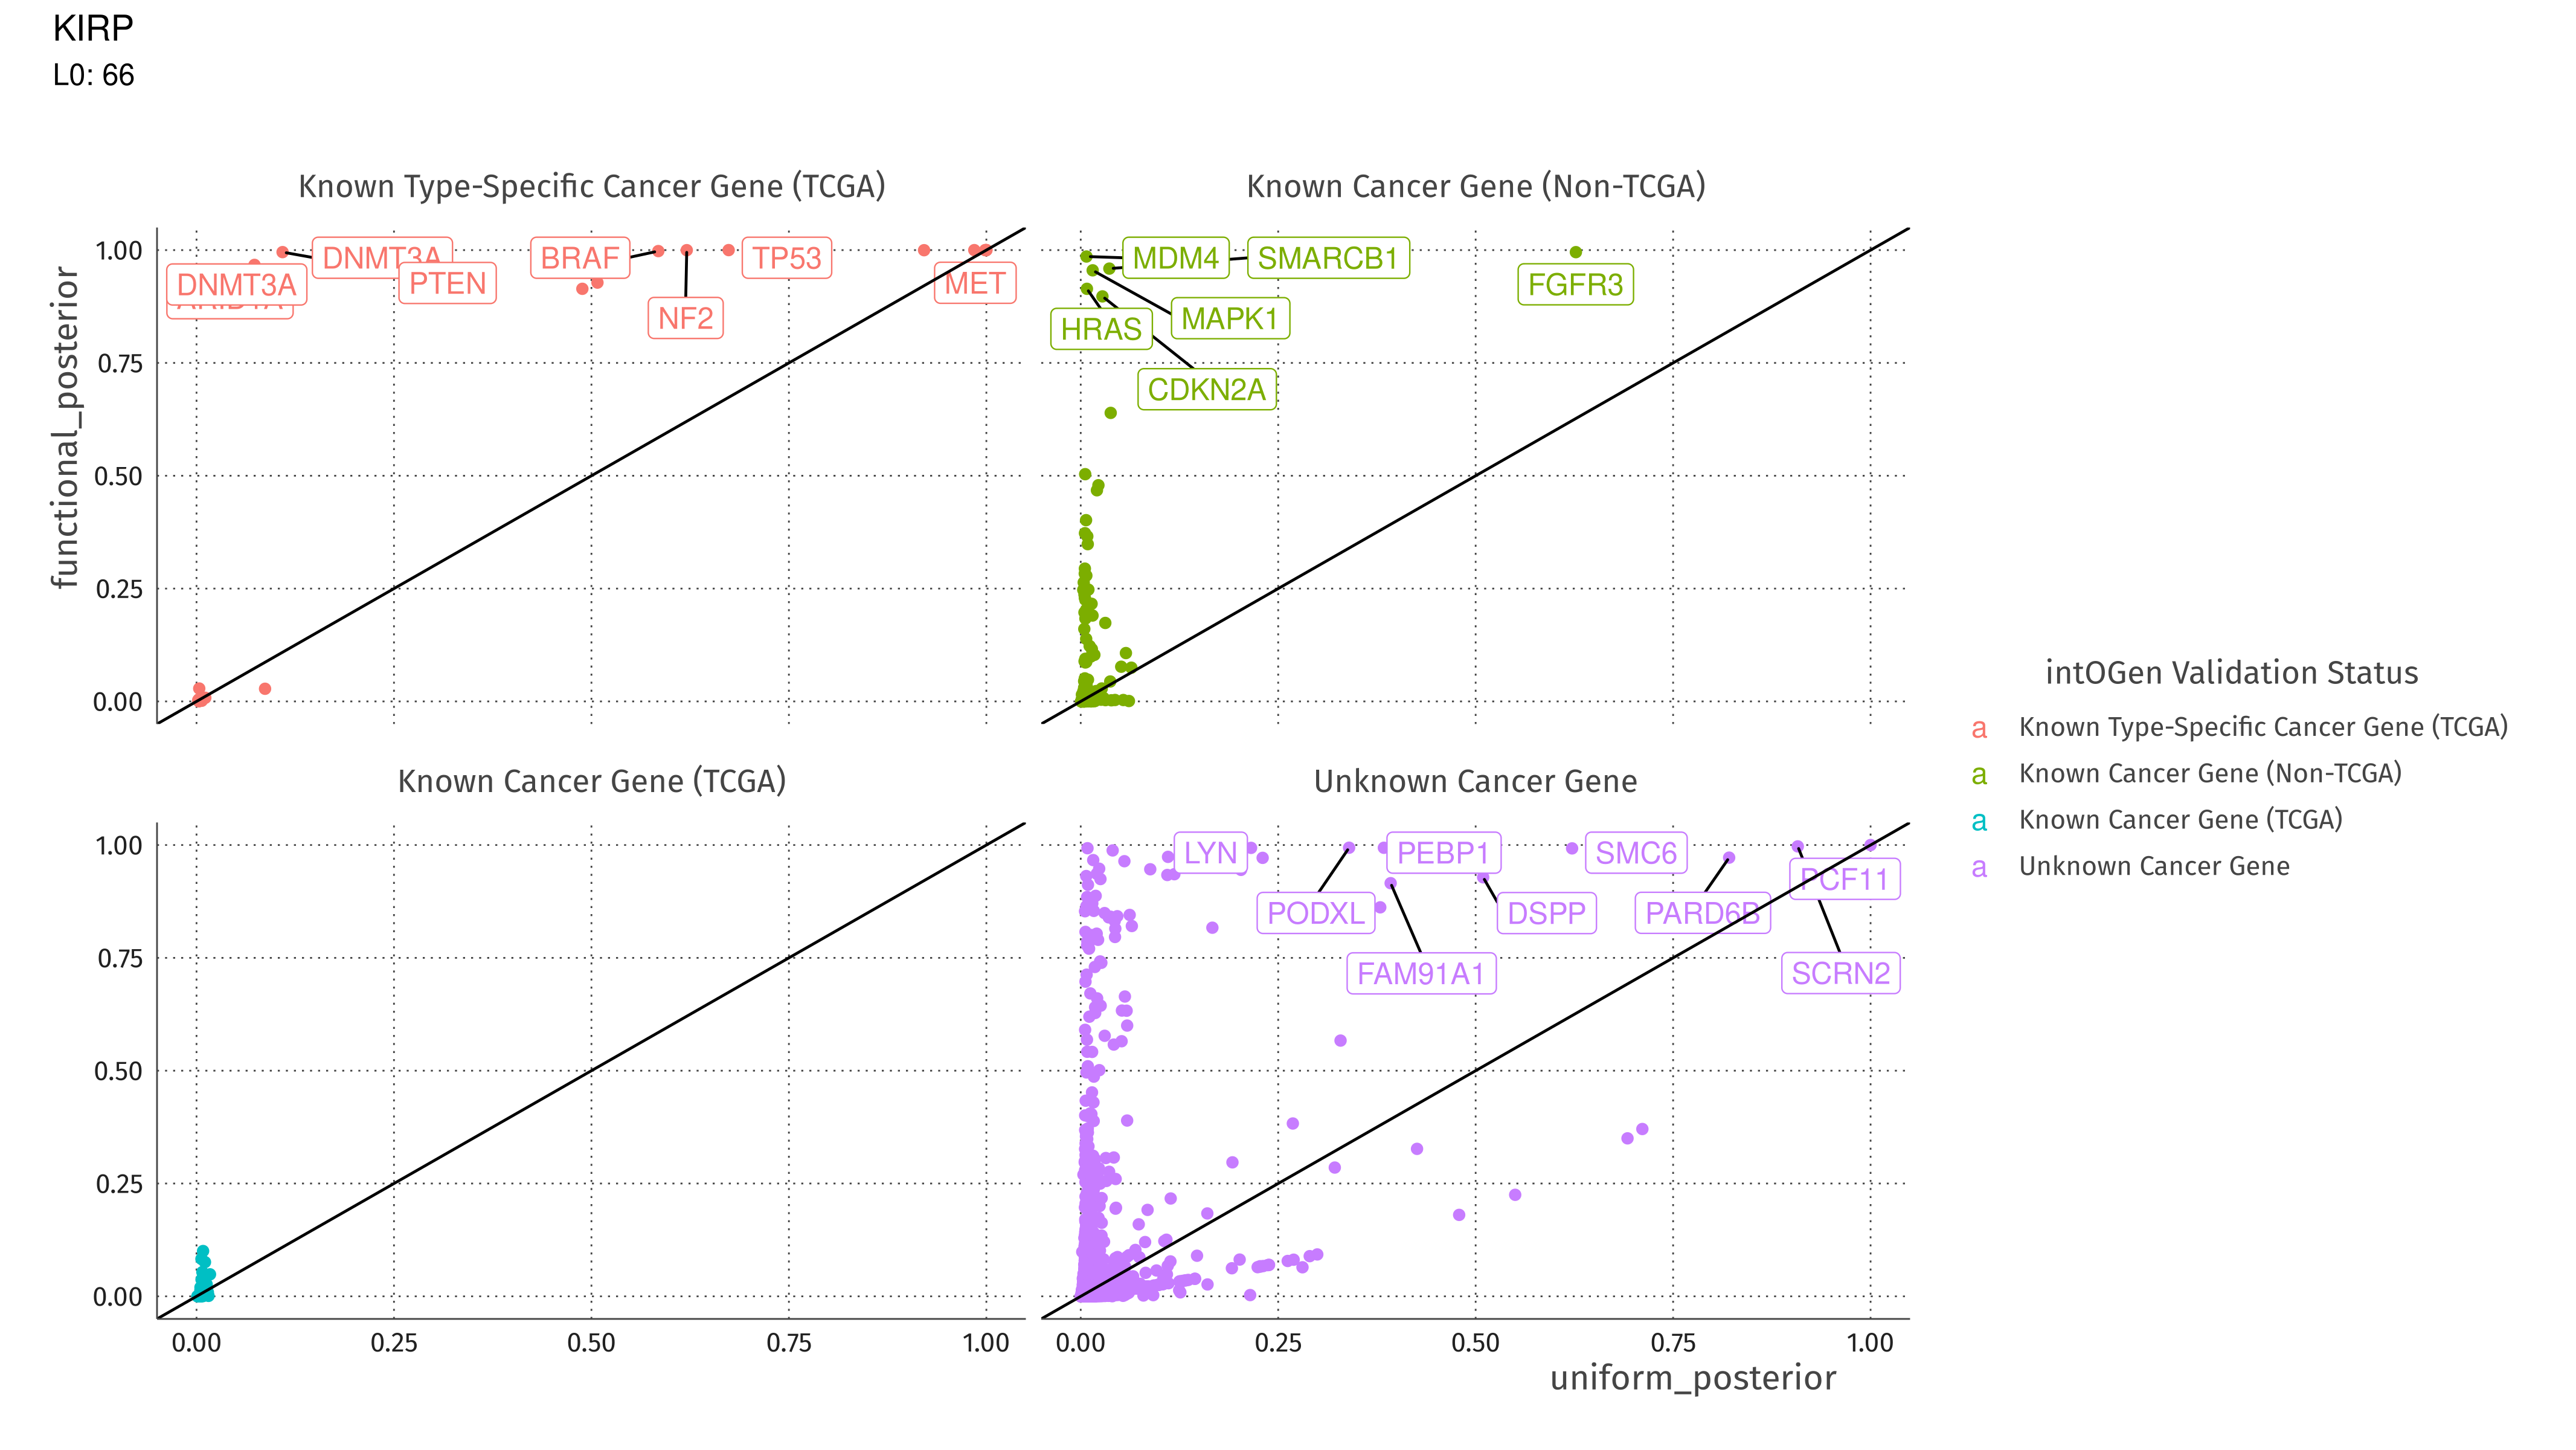 KIRP
L0: 66
Known Type-Specific Cancer Gene (TCGA)
Known Cancer Gene (Non-TCGA)
functional_posterior
1.00
0.75
0.50
0.25
0.00
DNMT3A
DNMT3A
PTEN
BRAF
NF2
TP53
MET
MDM4
SMARCB1
HRAS
MAPK1
CDKN2A
FGFR3
Known Cancer Gene (TCGA)
Unknown Cancer Gene
1.00
0.75
0.50
0.25
0.00
LYN
PEBP1
SMC6
PCF11
PODXL
DSPP
PARD6B
FAM91A1
SCRN2
0.00 0.25 0.50 0.75 1.00
0.00 0.25 0.50 0.75 1.00
uniform_posterior
intOGen Validation Status
a Known Type-Specific Cancer Gene (TCGA)
a Known Cancer Gene (Non-TCGA)
a Known Cancer Gene (TCGA)
a Unknown Cancer Gene